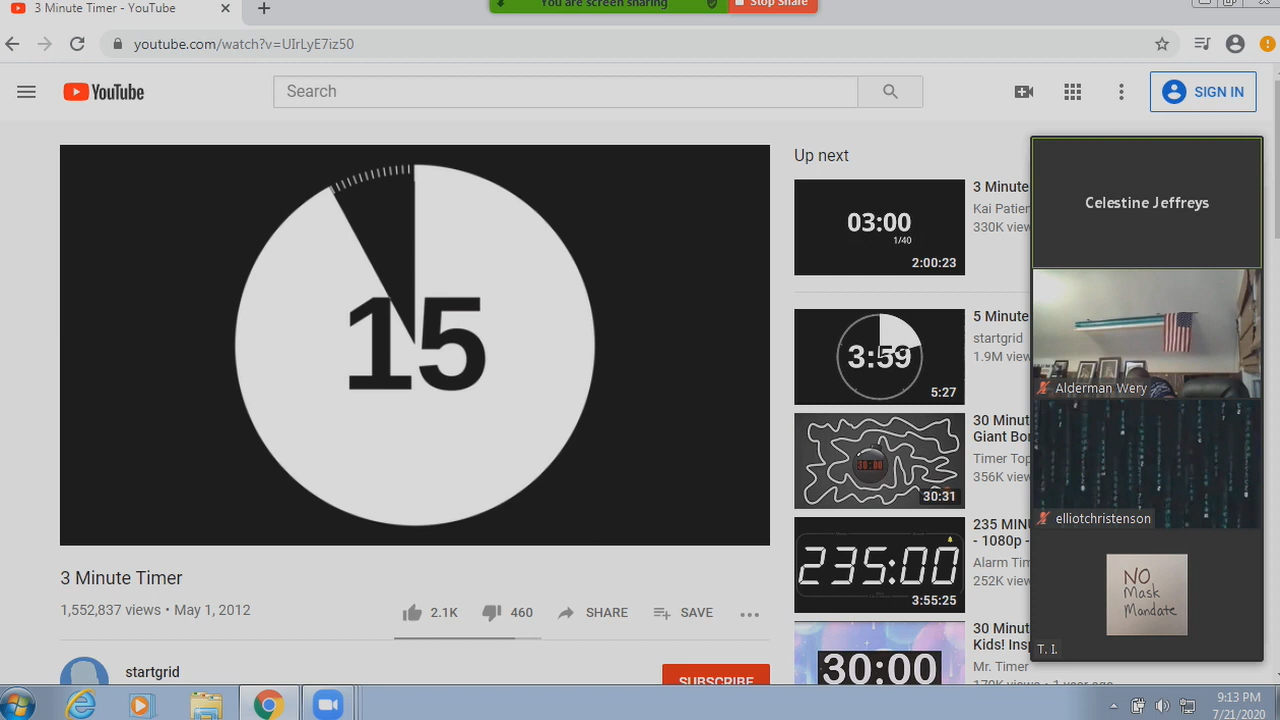 3 Minute Timer - YouTube
You are screen sharing
Stop Share
youtube.com/watch?v=UIrLyE7iz50
YouTube
Search
SIGN IN
15
Up next
03:00
1/40
2:00:23
3 Minute
Kai Patien
330K view
3:59
5:27
5 Minute
startgrid
1.9M view
30:00
30:31
30 Minut
Giant Bo
Timer Top
356K view
235:00
3:55:25
235 MINU
- 1080p -
Alarm Tim
252K view
30:00
30 Minut
Kids! Insp
Mr. Timer
Celestine Jeffreys
Alderman Wery
elliotchristenson
NO
Mask
Mandate
T. I.
3 Minute Timer
1,552,837 views • May 1, 2012
2.1K
460
SHARE
SAVE
startgrid
SUBSCRIBE
9:13 PM
7/21/2020